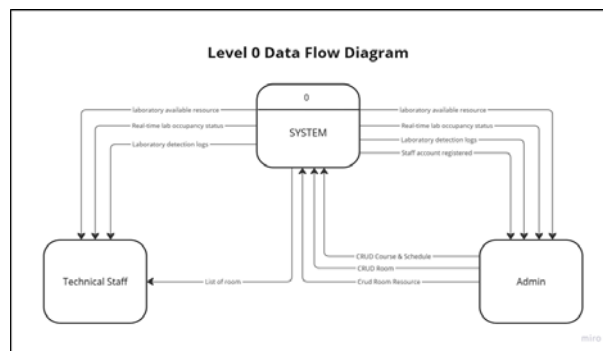 Level 0 Data Flow Diagram
0
SYSTEM
laboratory available resource
Real-time lab occupancy status
Laboratory detection logs
laboratory available resource
Real-time lab occupancy status
Laboratory detection logs
Staff account registered
CRUD Course & Schedule
CRUD Room
Crud Room Resource
List of room
Technical Staff
Admin
miro